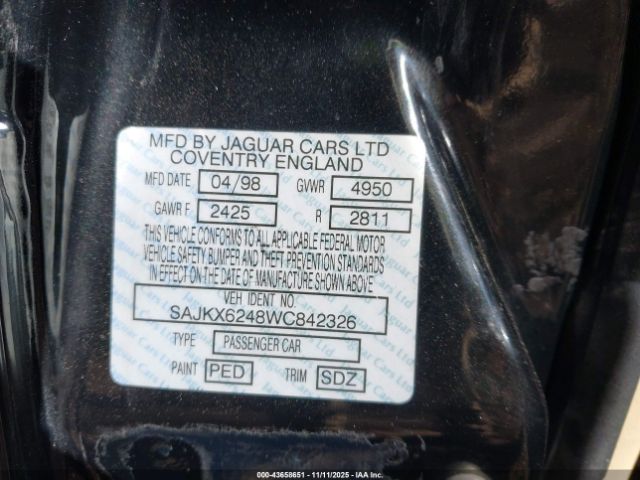 MFD BY JAGUAR CARS LTD
COVENTRY ENGLAND
MFD DATE 04/98 GVWR 4950
GAWR F 2425 R 2811
THIS VEHICLE CONFORMS TO ALL APPLICABLE FEDERAL MOTOR
VEHICLE SAFETY BUMPER AND THEFT PREVENTION STANDARDS
IN EFFECT ON THE DATE OF MANUFACTURE SHOWN ABOVE
VEH IDENT NO.
SAJKX6248WC842326
TYPE PASSENGER CAR
PAINT PED TRIM SDZ
000-43658651 - 11/11/2025 - IAA Inc.